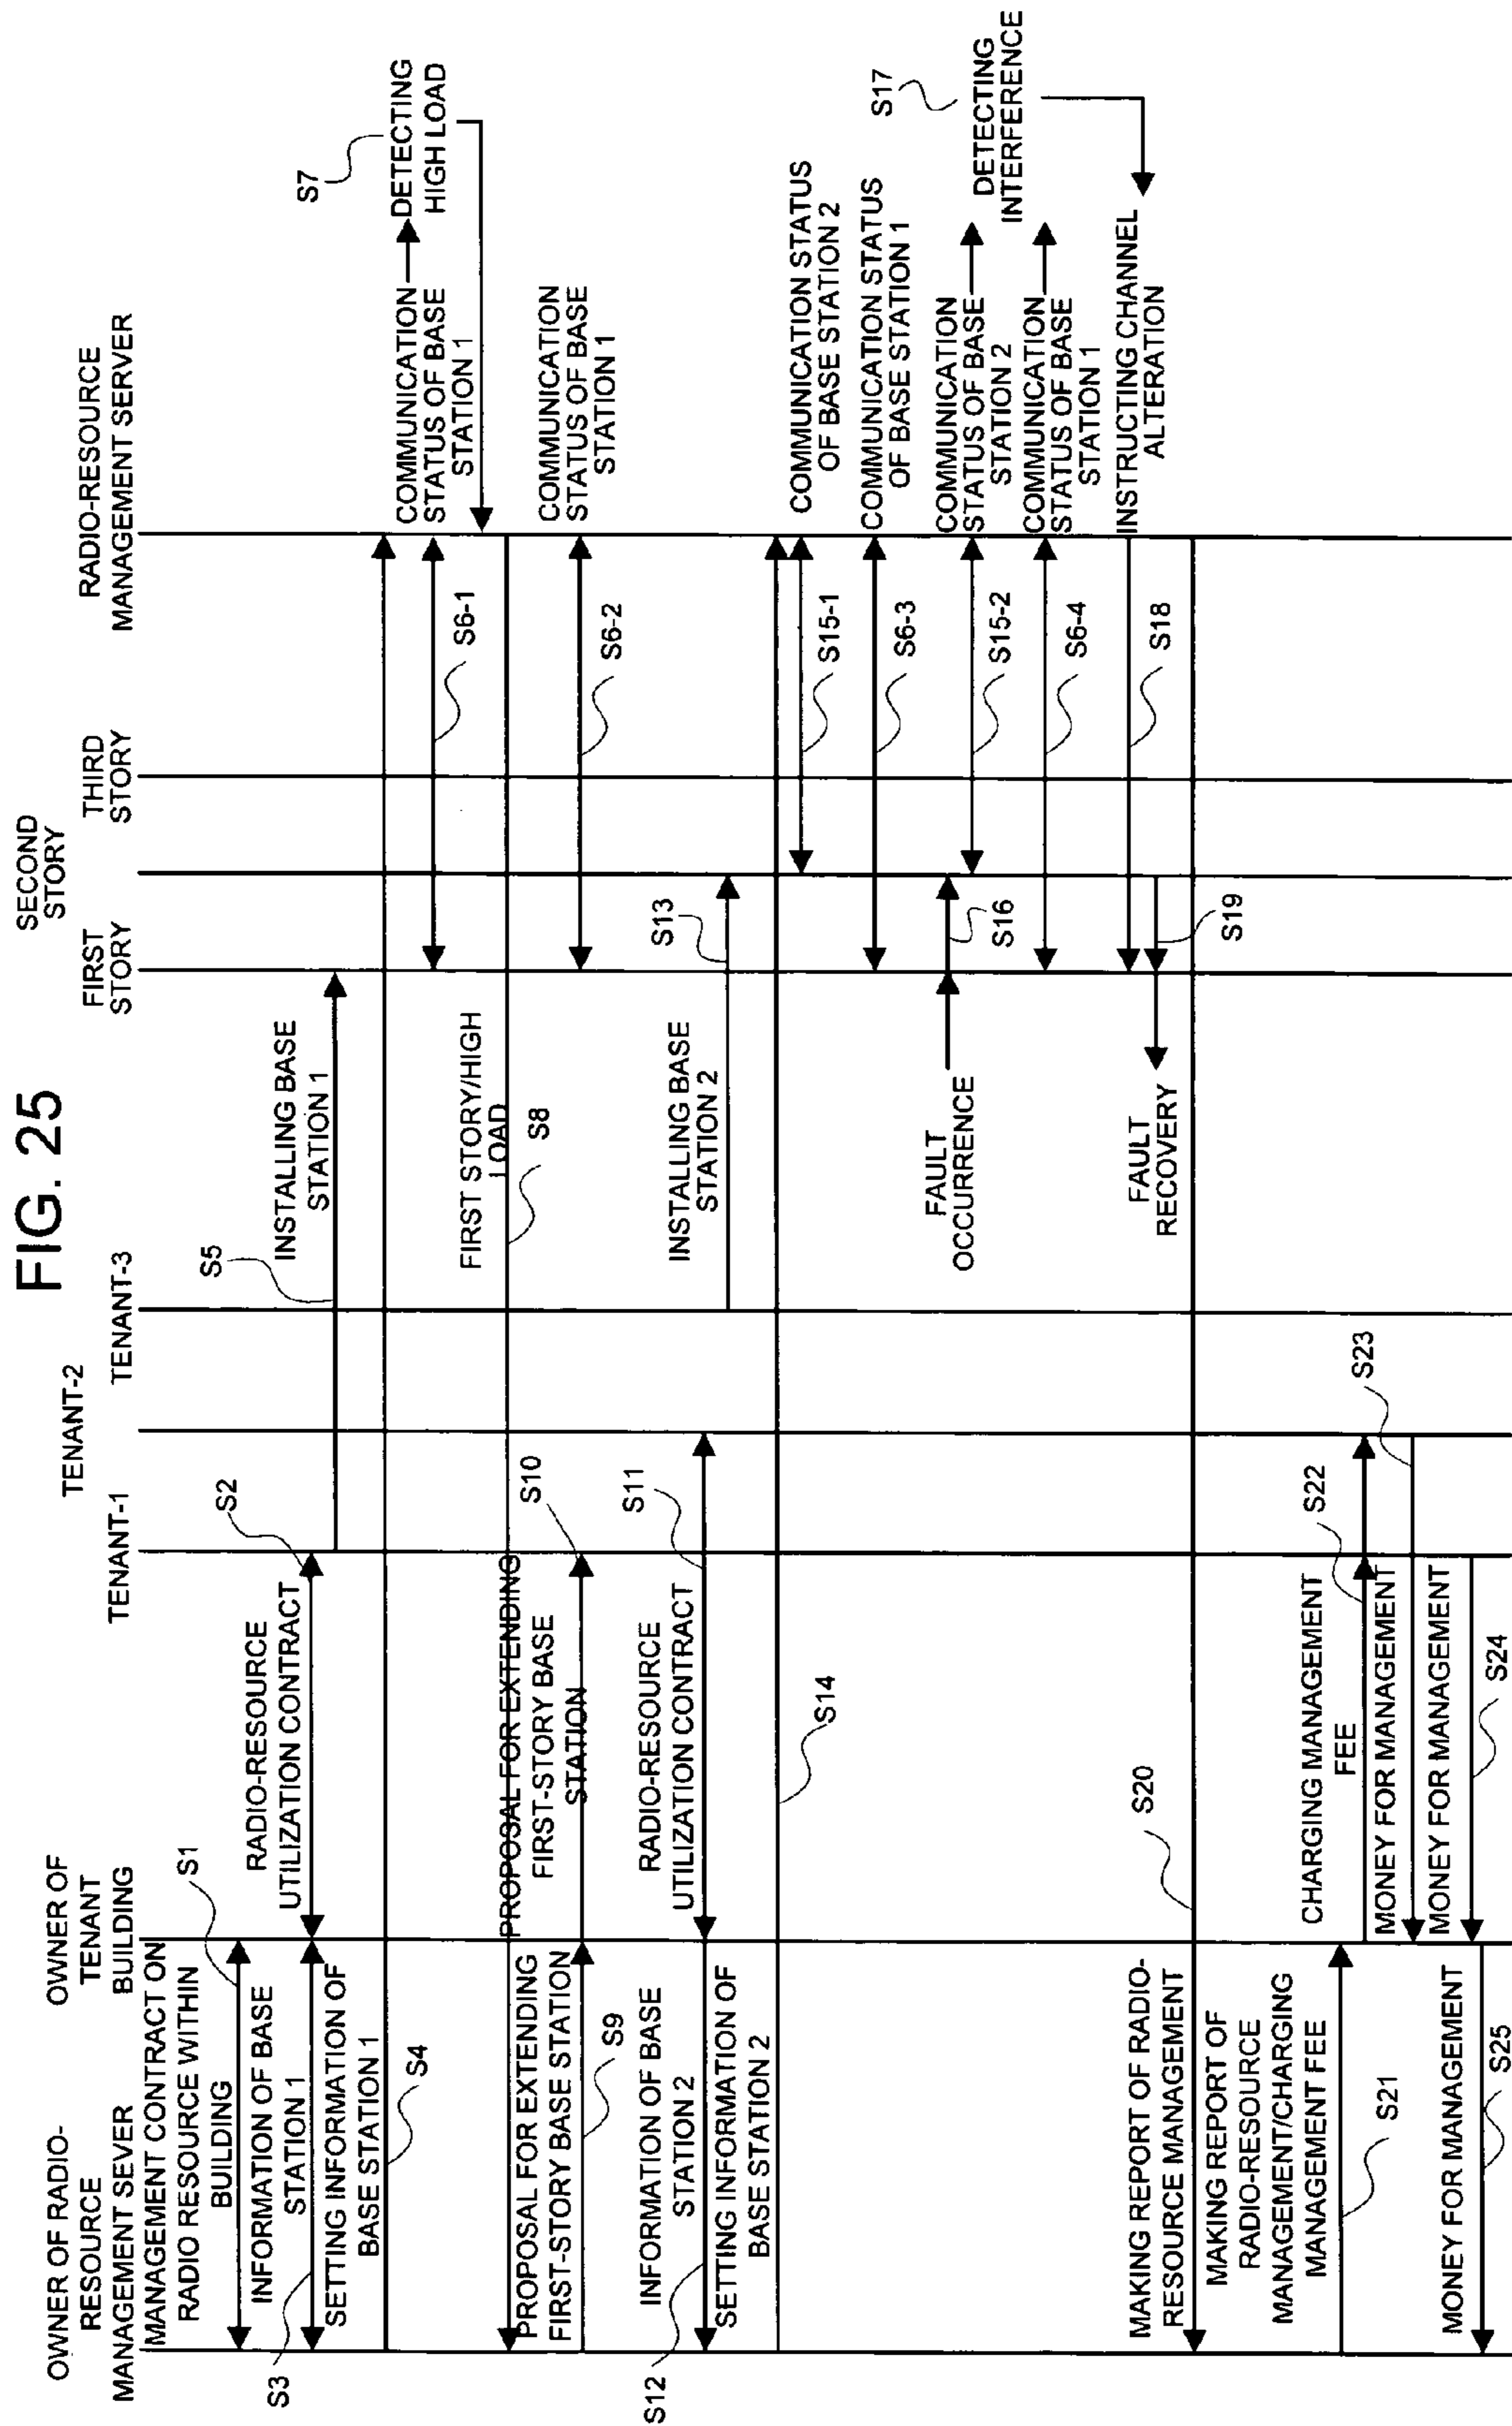 FIG. 25
OWNER OF RADIO-
RESOURCE
MANAGEMENT SEVER
OWNER OF
TENANT
BUILDING
TENANT-1
TENANT-2
TENANT-3
FIRST
STORY
SECOND
STORY
THIRD
STORY
RADIO-RESOURCE
MANAGEMENT SERVER
MANAGEMENT CONTRACT ON
RADIO RESOURCE WITHIN
BUILDING
S1
RADIO-RESOURCE
UTILIZATION CONTRACT
S2
INFORMATION OF BASE
STATION 1
S3
SETTING INFORMATION OF
BASE STATION 1
S4
S5
INSTALLING BASE
STATION 1
S6-1
COMMUNICATION
STATUS OF BASE
STATION 1
S7
DETECTING
HIGH LOAD
FIRST STORY/HIGH
LOAD
S8
S6-2
COMMUNICATION
STATUS OF BASE
STATION 1
PROPOSAL FOR EXTENDING
FIRST-STORY BASE STATION
S9
PROPOSAL FOR EXTENDING
FIRST-STORY BASE
STATION
S10
RADIO-RESOURCE
UTILIZATION CONTRACT
S11
INFORMATION OF BASE
STATION 2
S12
SETTING INFORMATION OF
BASE STATION 2
INSTALLING BASE
STATION 2
S13
S14
S15-1
COMMUNICATION STATUS
OF BASE STATION 2
S6-3
COMMUNICATION STATUS
OF BASE STATION 1
FAULT
OCCURRENCE
S16
S15-2
COMMUNICATION
STATUS OF BASE
STATION 2
S6-4
COMMUNICATION
STATUS OF BASE
STATION 1
S17
DETECTING
INTERFERENCE
S18
INSTRUCTING CHANNEL
ALTERATION
FAULT
RECOVERY
S19
MAKING REPORT OF RADIO-
RESOURCE MANAGEMENT
S20
MAKING REPORT OF
RADIO-RESOURCE
MANAGEMENT/CHARGING
MANAGEMENT FEE
S21
CHARGING MANAGEMENT
FEE
S22
MONEY FOR MANAGEMENT
S23
MONEY FOR MANAGEMENT
S24
MONEY FOR MANAGEMENT
S25